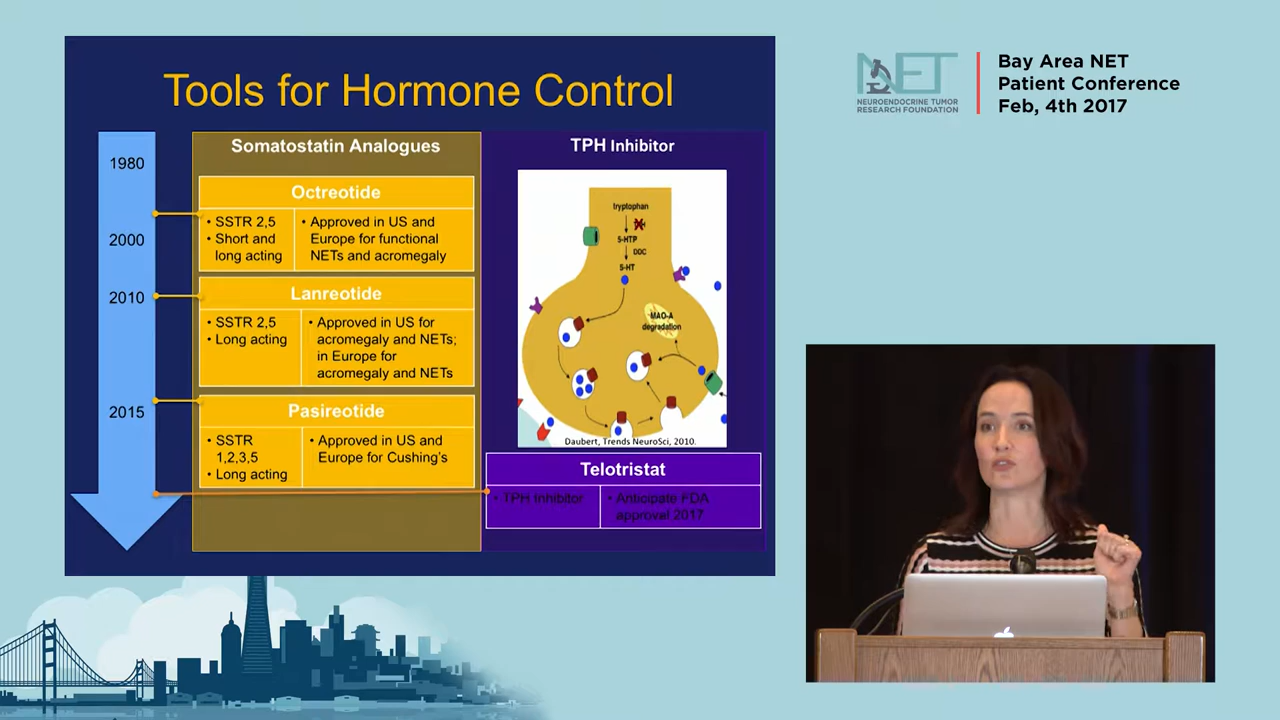 Tools for Hormone Control
1980
2000
2010
2015
Somatostatin Analogues
Octreotide
• SSTR 2,5
• Short and
long acting
• Approved in US and
Europe for functional
NETs and acromegaly
Lanreotide
• SSTR 2,5
• Long acting
• Approved in US for
acromegaly and NETs;
in Europe for
acromegaly and NETs
Pasireotide
• SSTR
1,2,3,5
• Long acting
• Approved in US and
Europe for Cushing's
TPH Inhibitor
tryptophan
5-HTP
DDC
5-HT
MAO-A
degradation
Daubert, Trends NeuroSci, 2010.
Telotristat
• TPH Inhibitor
• Anticipate FDA
approval 2017
NET
NEUROENDOCRINE TUMOR
RESEARCH FOUNDATION
Bay Area NET
Patient Conference
Feb, 4th 2017